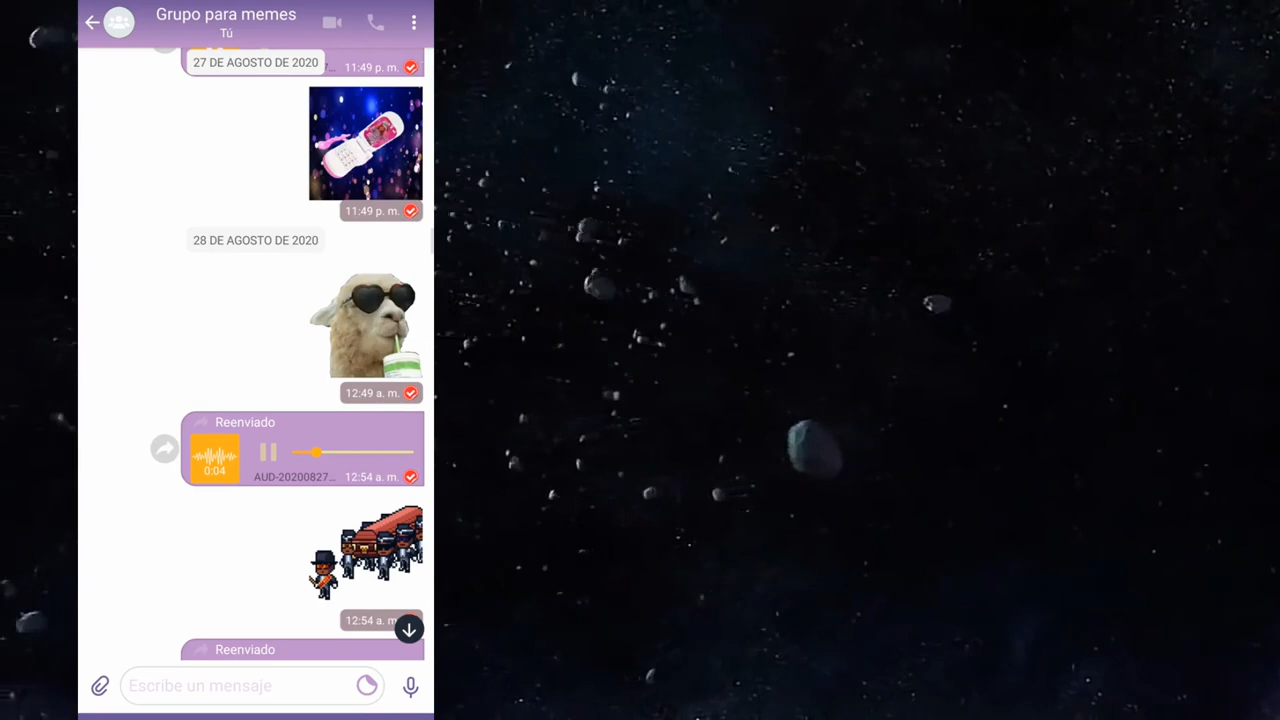 Grupo para memes
Tú
27 DE AGOSTO DE 2020
11:49 p. m.
11:49 p. m.
28 DE AGOSTO DE 2020
12:49 a. m.
Reenviado
0:04
AUD-20200827... 12:54 a. m.
12:54 a. m
Reenviado
Escribe un mensaje